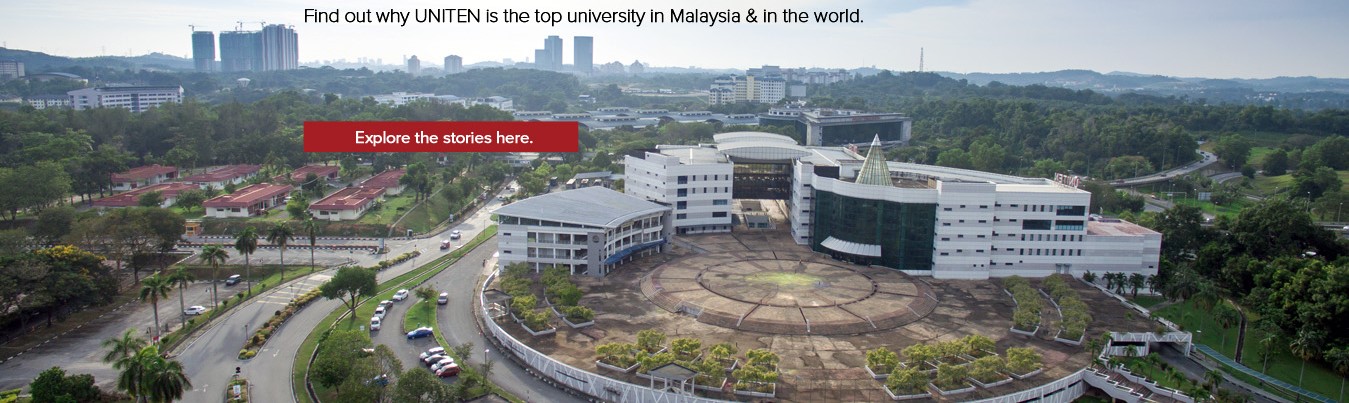 Find out why UNITEN is the top university in Malaysia & in the world.
Explore the stories here.